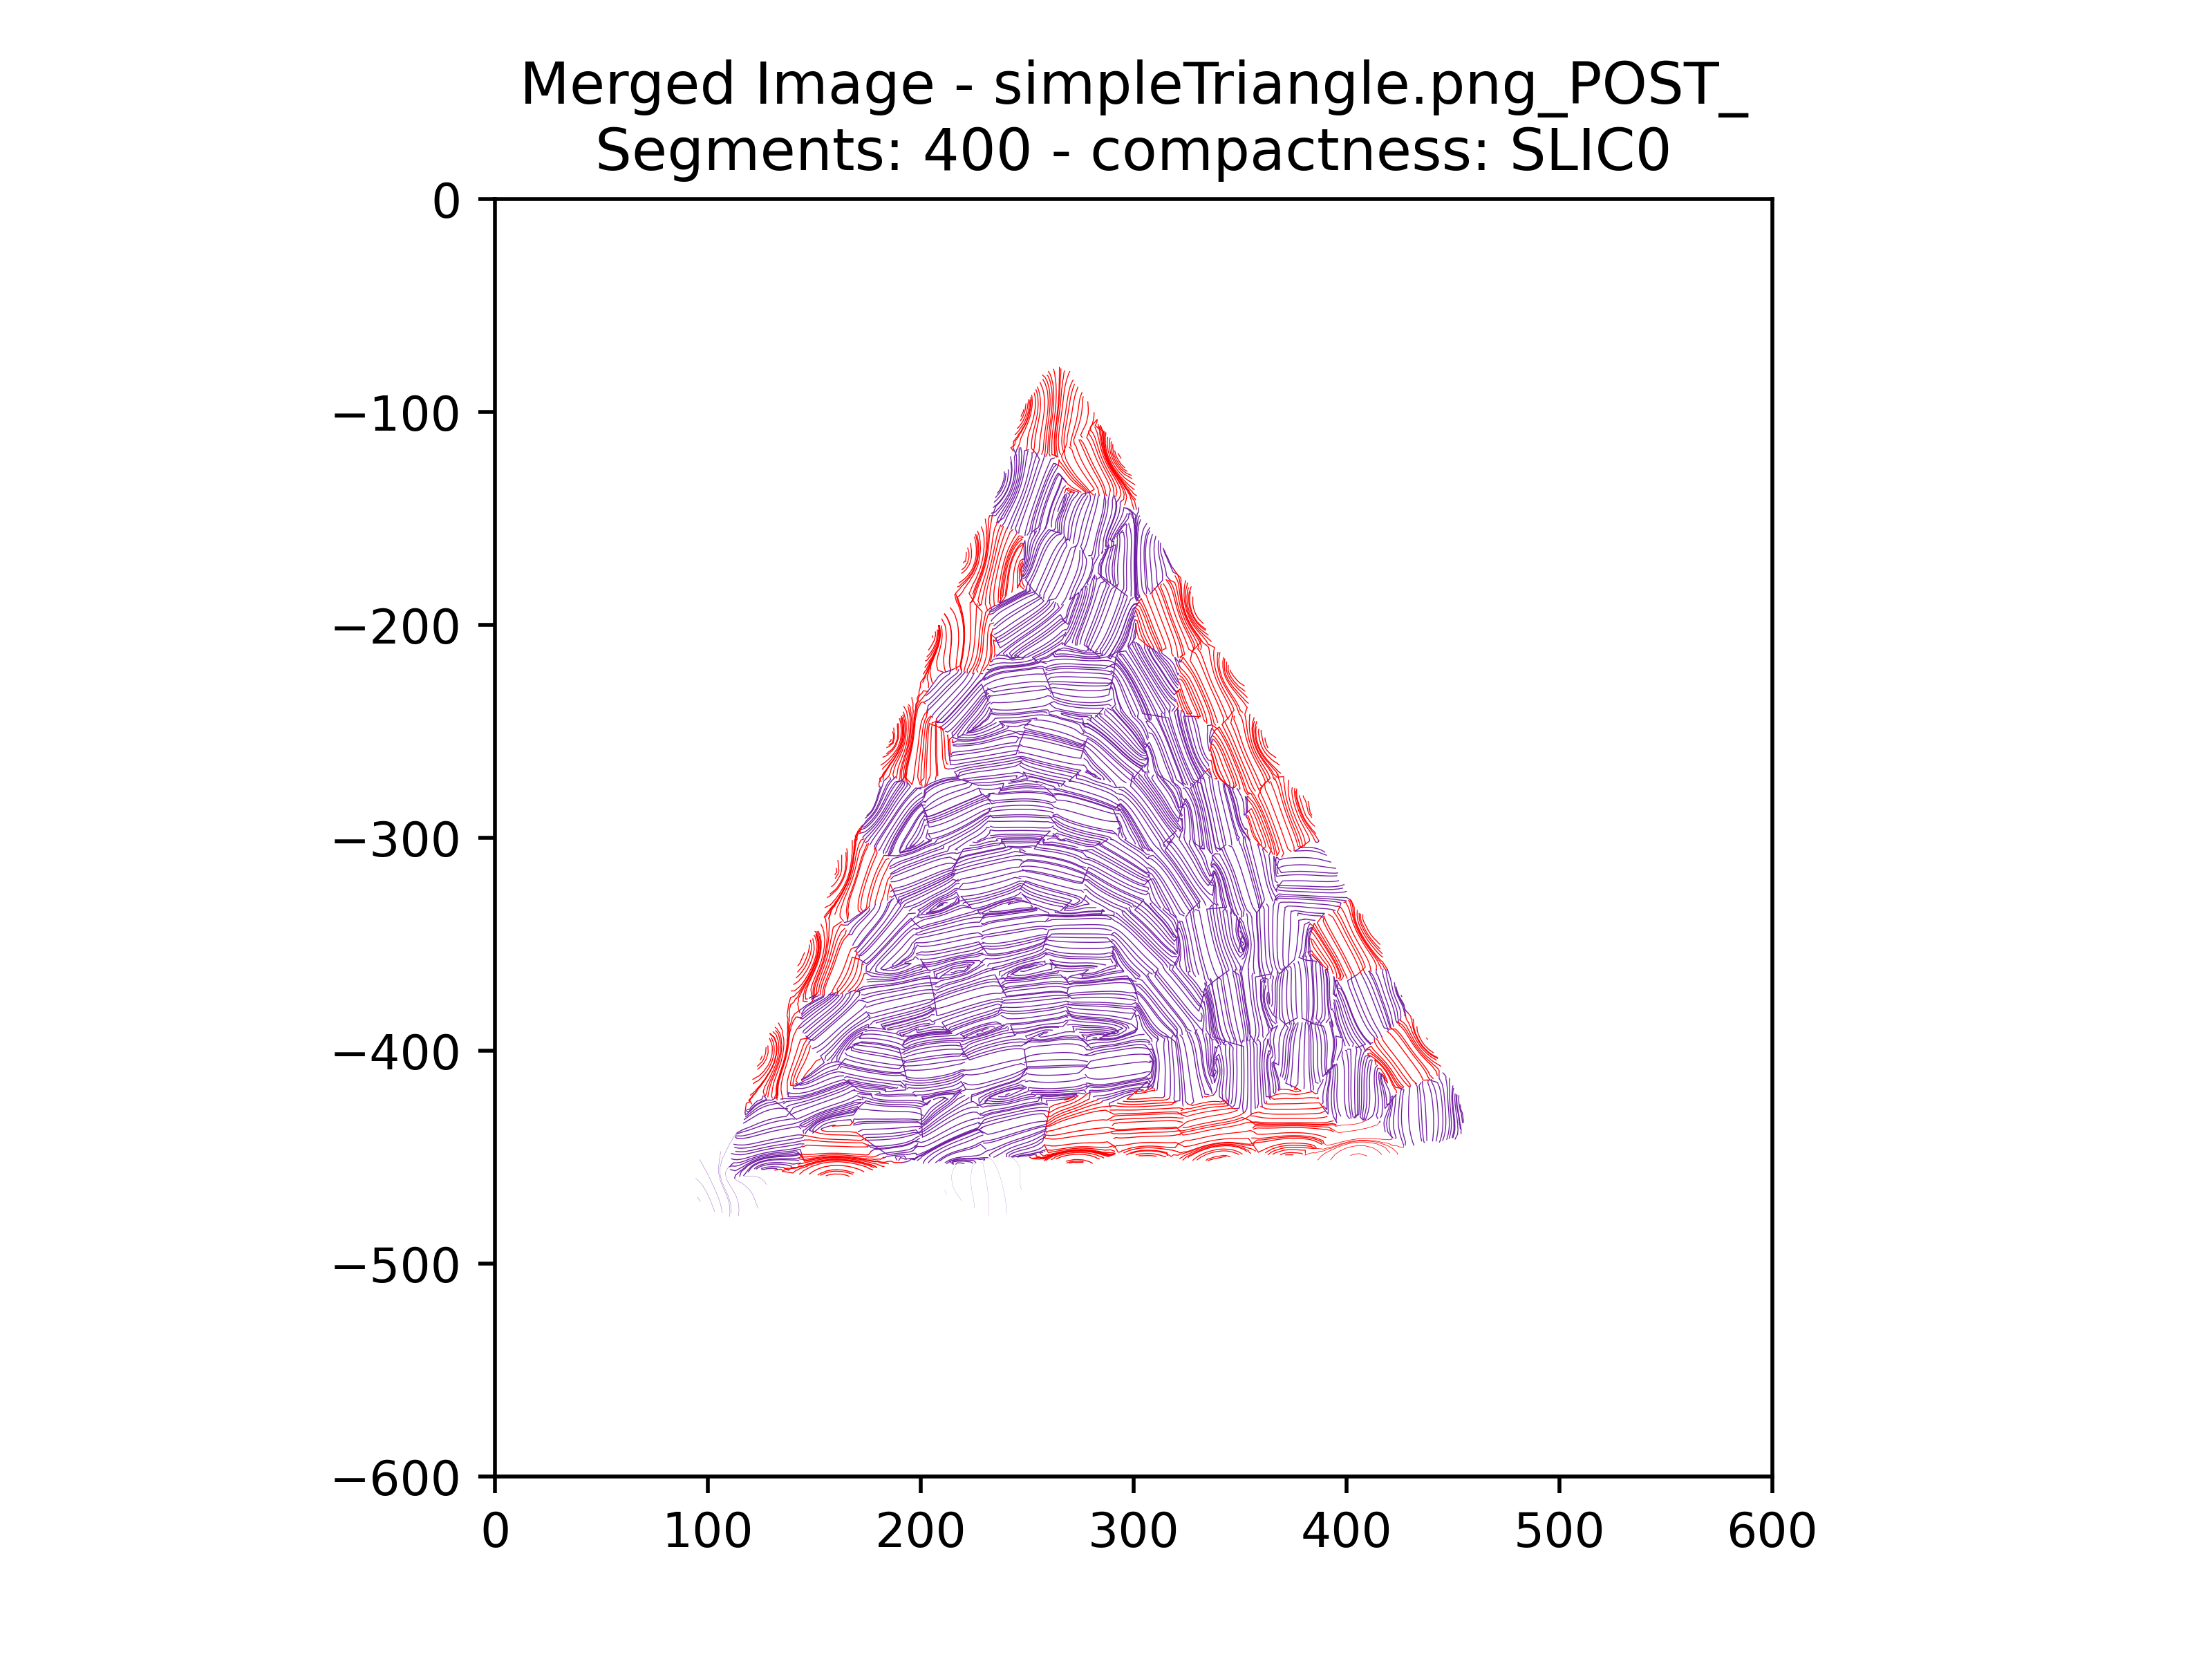 Merged Image - simpleTriangle.png_POST_
Segments: 400 - compactness: SLIC0
0
−100
−200
−300
−400
−500
−600
0 100 200 300 400 500 600